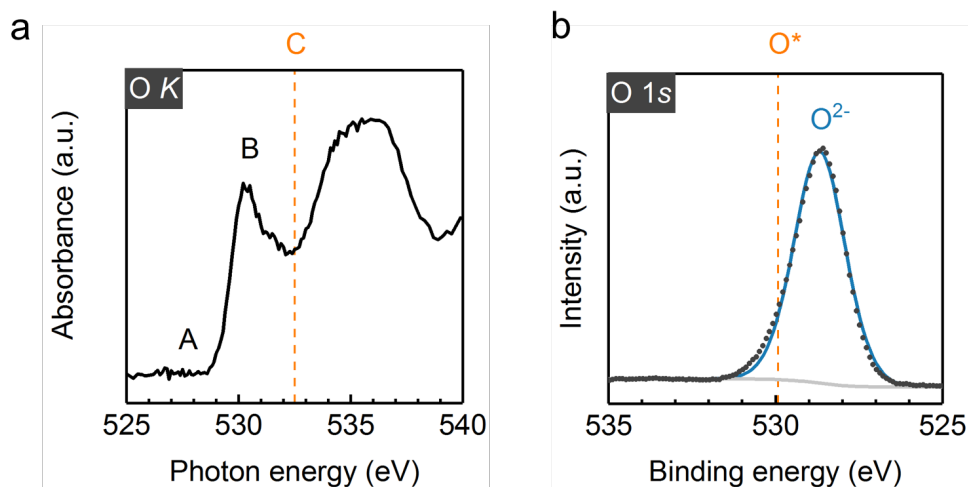 a
C
O K
B
A
Absorbance (a.u.)
525 530 535 540
Photon energy (eV)
b
O*
O 1s
O²⁻
Intensity (a.u.)
535 530 525
Binding energy (eV)